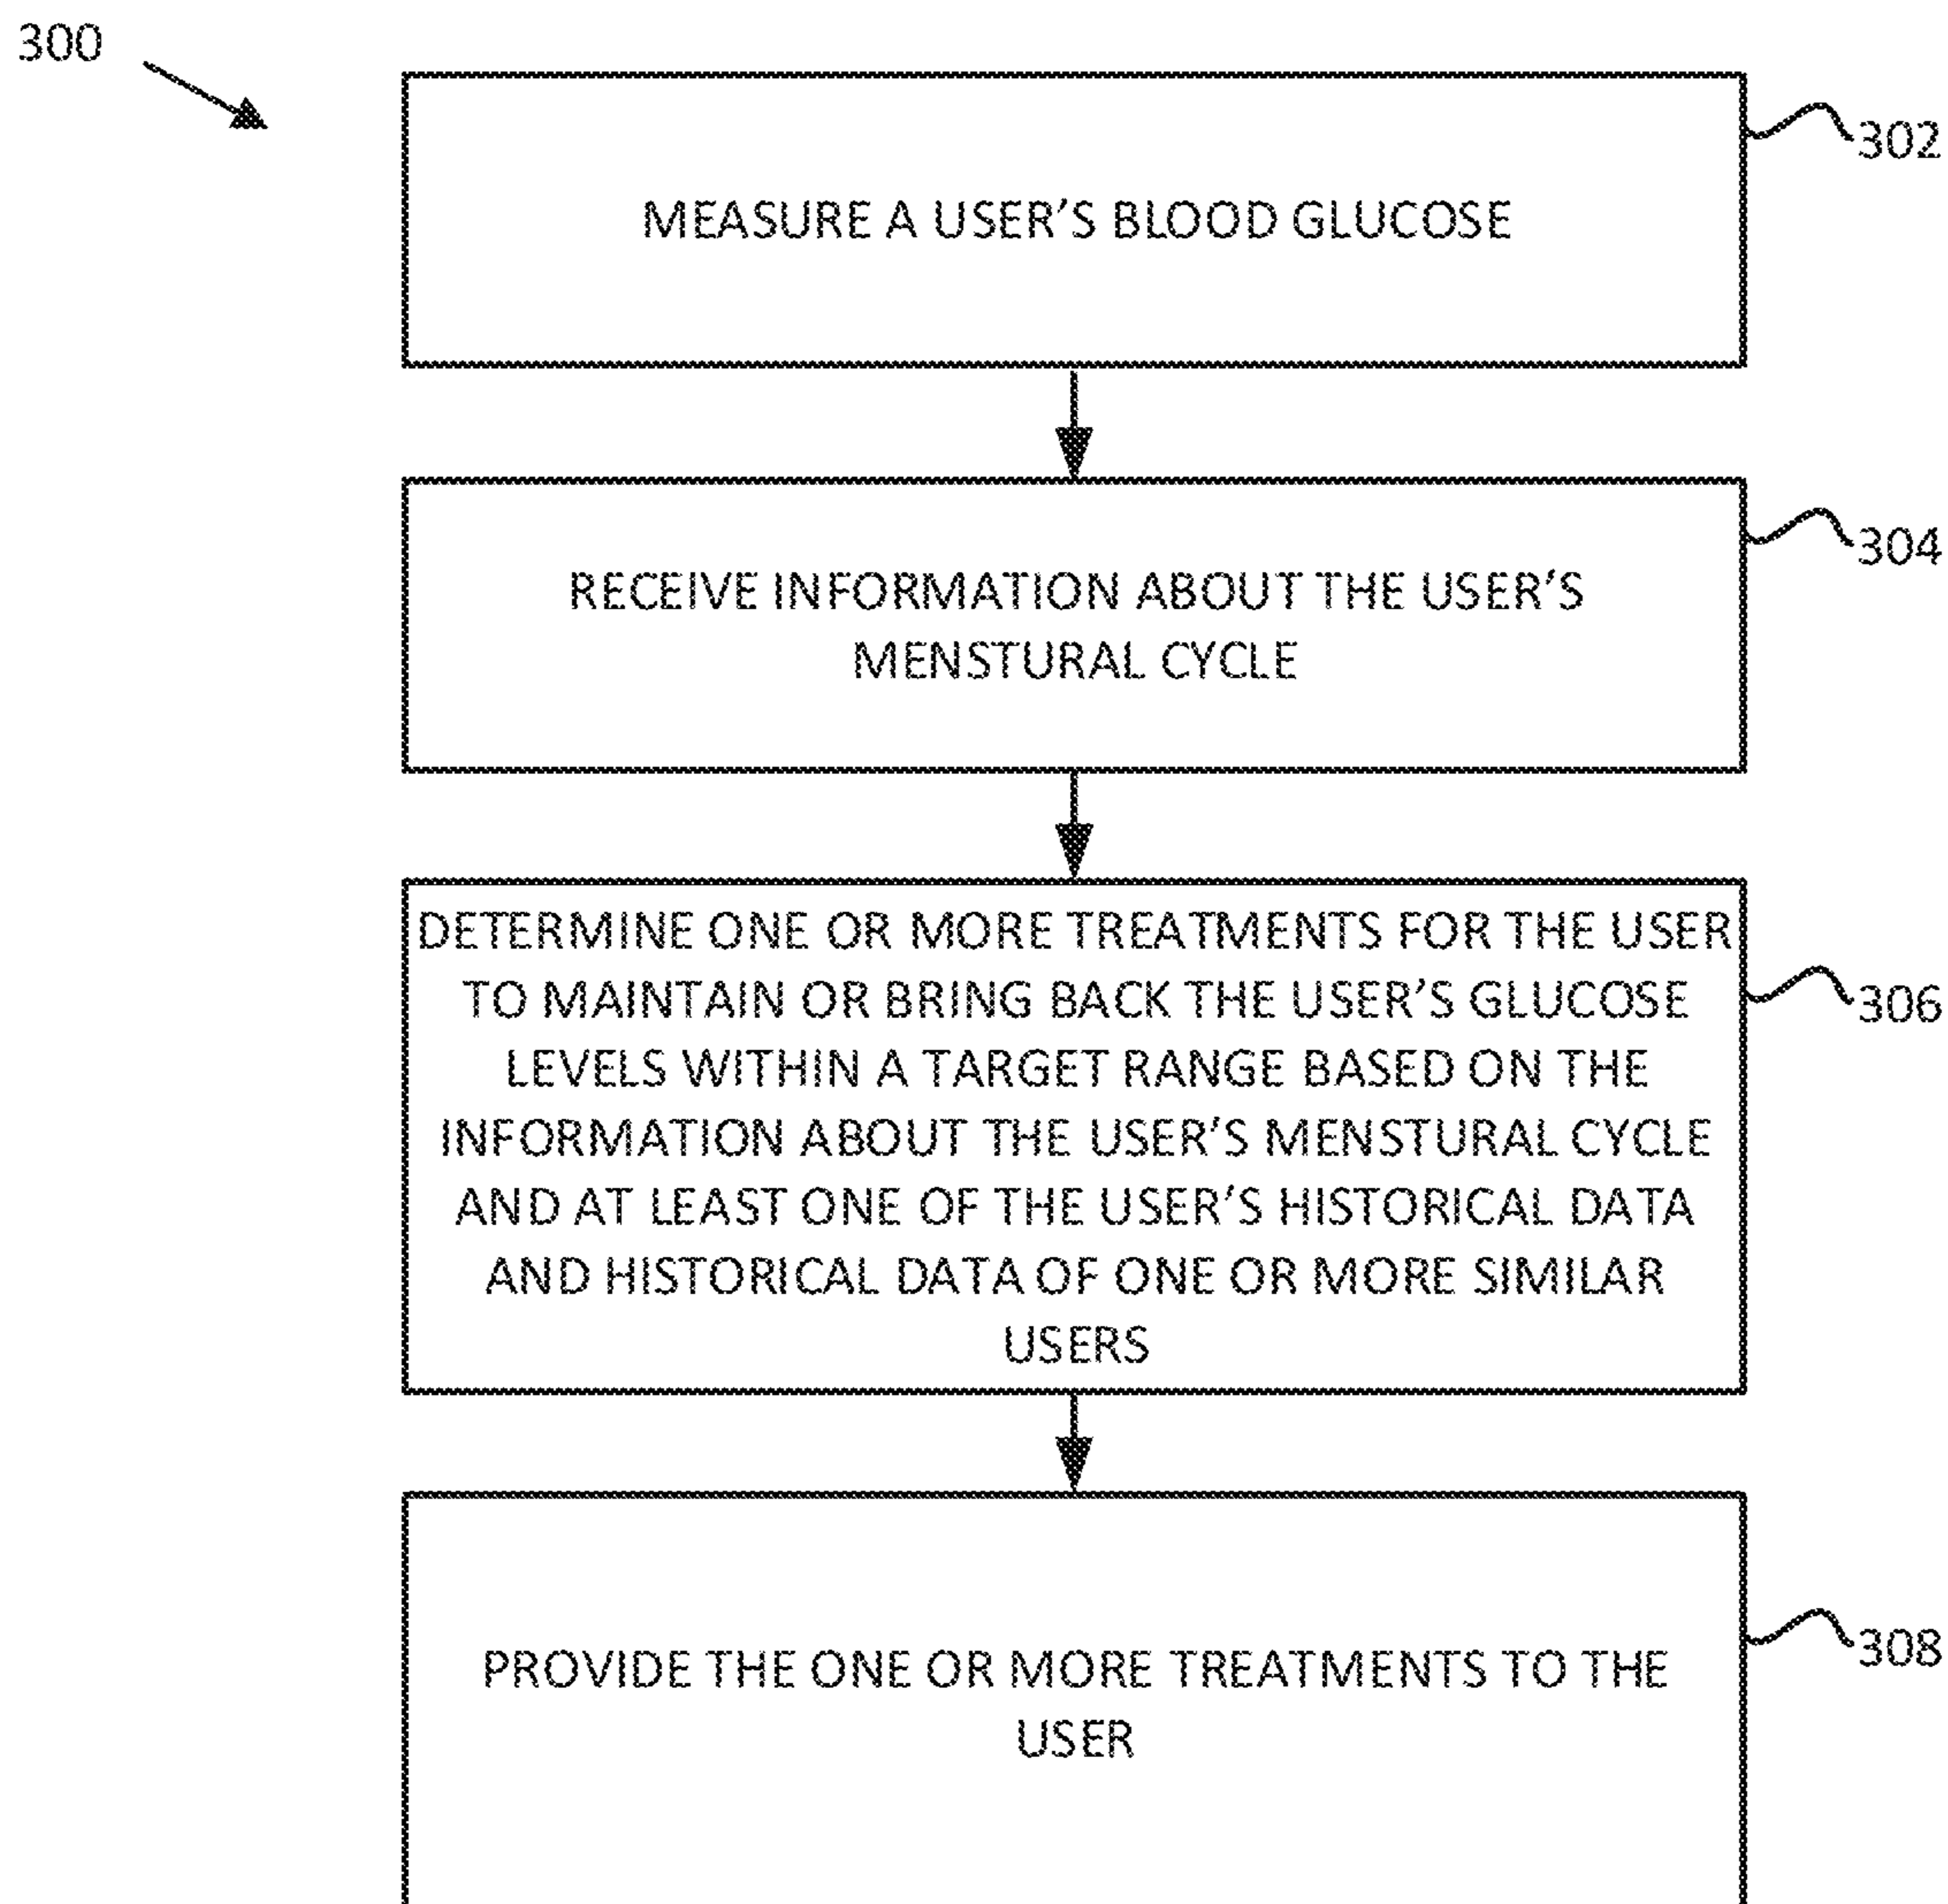 300
302
MEASURE A USER'S BLOOD GLUCOSE
304
RECEIVE INFORMATION ABOUT THE USER'S
MENSTURAL CYCLE
DETERMINE ONE OR MORE TREATMENTS FOR THE USER
306
TO MAINTAIN OR BRING BACK THE USER'S GLUCOSE
LEVELS WITHIN A TARGET RANGE BASED ON THE
INFORMATION ABOUT THE USER'S MENSTURAL CYCLE
AND AT LEAST ONE OF THE USER'S HISTORICAL DATA
AND HISTORICAL DATA OF ONE OR MORE SIMILAR
USERS
308
PROVIDE THE ONE OR MORE TREATMENTS TO THE
USER